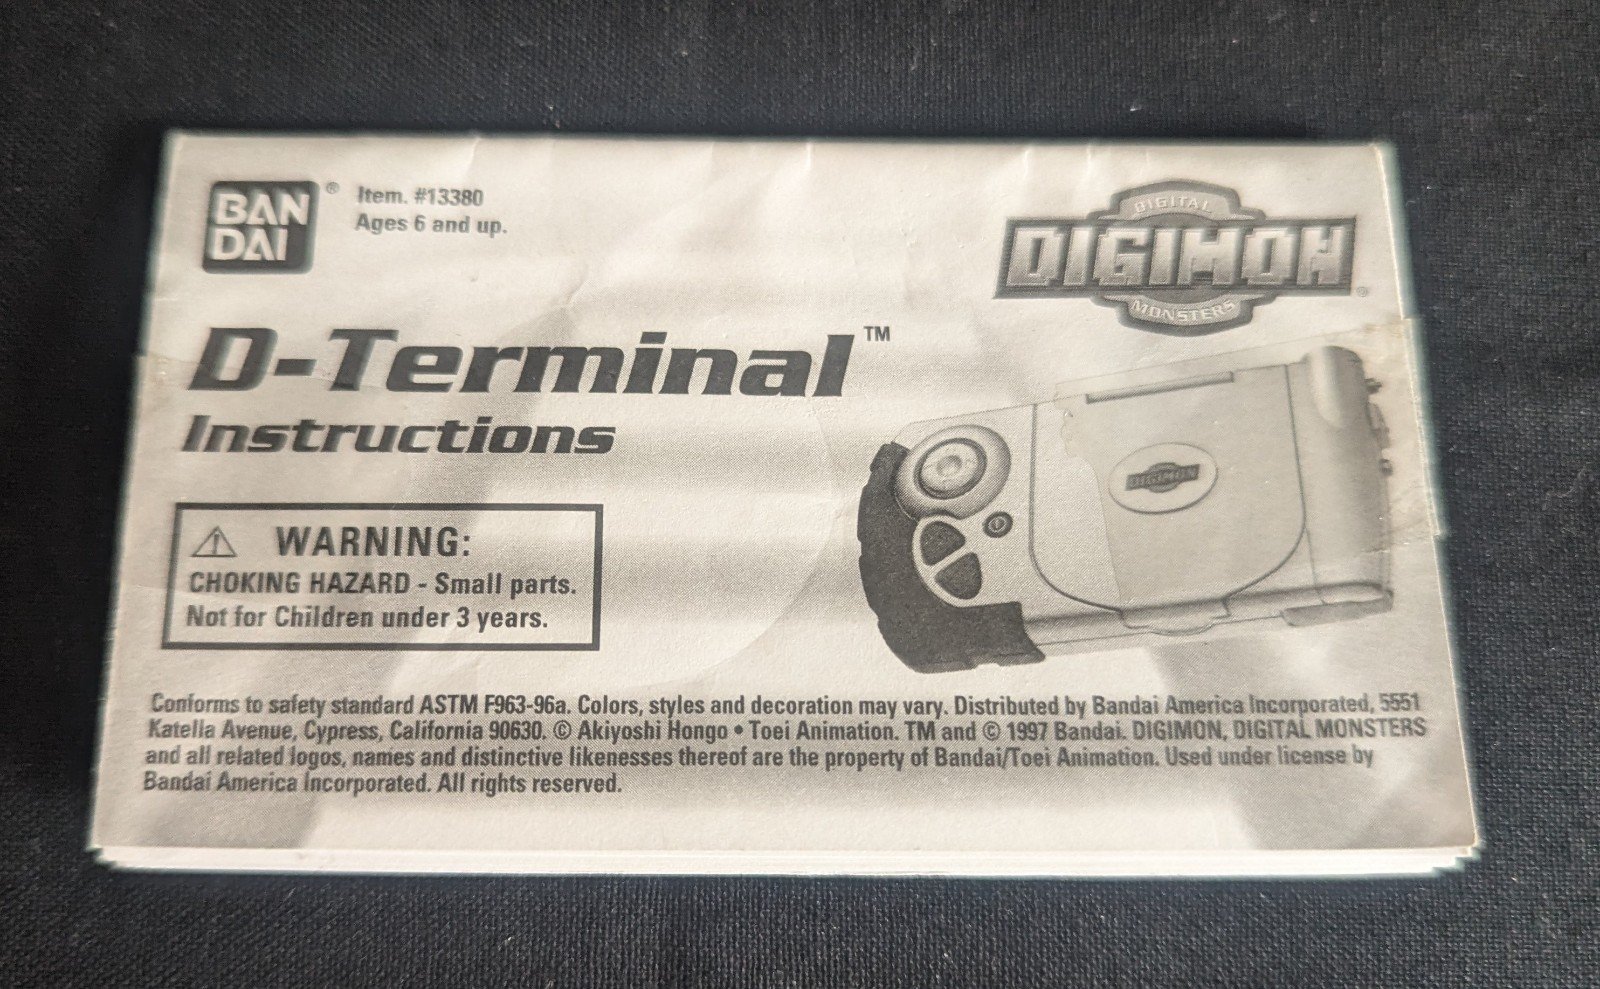 BAN
DAI®
Item. #13380
Ages 6 and up.
DIGITAL
DIGIMON®
MONSTERS
D-Terminal™
Instructions
DIGIMON
WARNING:
CHOKING HAZARD - Small parts.
Not for Children under 3 years.
Conforms to safety standard ASTM F963-96a. Colors, styles and decoration may vary. Distributed by Bandai America Incorporated, 5551
Katella Avenue, Cypress, California 90630. © Akiyoshi Hongo • Toei Animation. TM and © 1997 Bandai. DIGIMON, DIGITAL MONSTERS
and all related logos, names and distinctive likenesses thereof are the property of Bandai/Toei Animation. Used under license by
Bandai America Incorporated. All rights reserved.